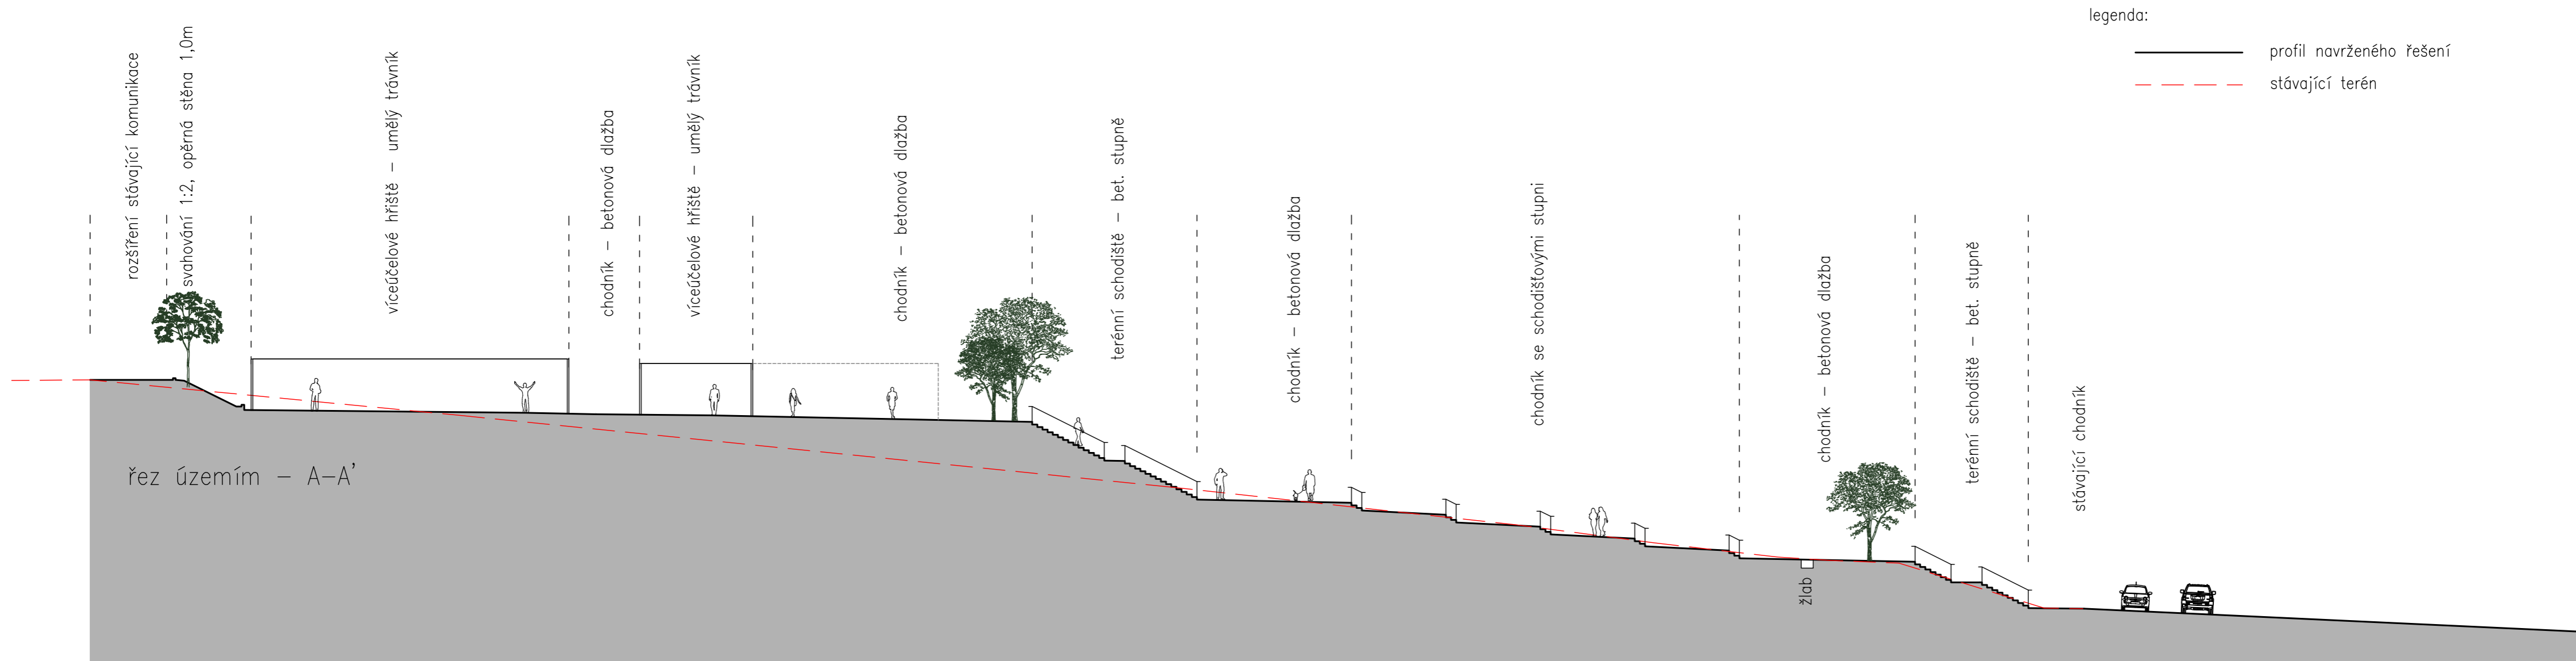 legenda:
profil navrženého řešení
stávající terén
rozšíření stávající komunikace
svahování 1:2, opěrná stěna 1,0m
víceúčelové hřiště - umělý trávník
chodník - betonová dlažba
víceúčelové hřiště - umělý trávník
chodník - betonová dlažba
terénní schodiště - bet. stupně
chodník - betonová dlažba
chodník se schodišťovými stupni
chodník - betonová dlažba
terénní schodiště - bet. stupně
stávající chodník
řez územím - A-A'
žlab